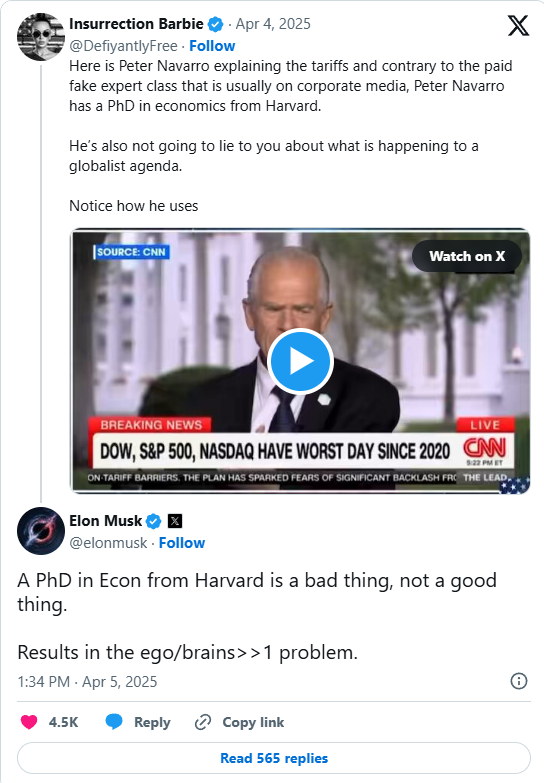 Insurrection Barbie · Apr 4, 2025
@DefiyantlyFree · Follow
Here is Peter Navarro explaining the tariffs and contrary to the paid
fake expert class that is usually on corporate media, Peter Navarro
has a PhD in economics from Harvard.
He’s also not going to lie to you about what is happening to a
globalist agenda.
Notice how he uses
SOURCE: CNN
Watch on X
BREAKING NEWS
LIVE
DOW, S&P 500, NASDAQ HAVE WORST DAY SINCE 2020
CNN
5:22 PM ET
ON-TARIFF BARRIERS. THE PLAN HAS SPARKED FEARS OF SIGNIFICANT BACKLASH FRO
THE LEAD
Elon Musk
@elonmusk · Follow
A PhD in Econ from Harvard is a bad thing, not a good
thing.
Results in the ego/brains>>1 problem.
1:34 PM · Apr 5, 2025
4.5K Reply Copy link
Read 565 replies